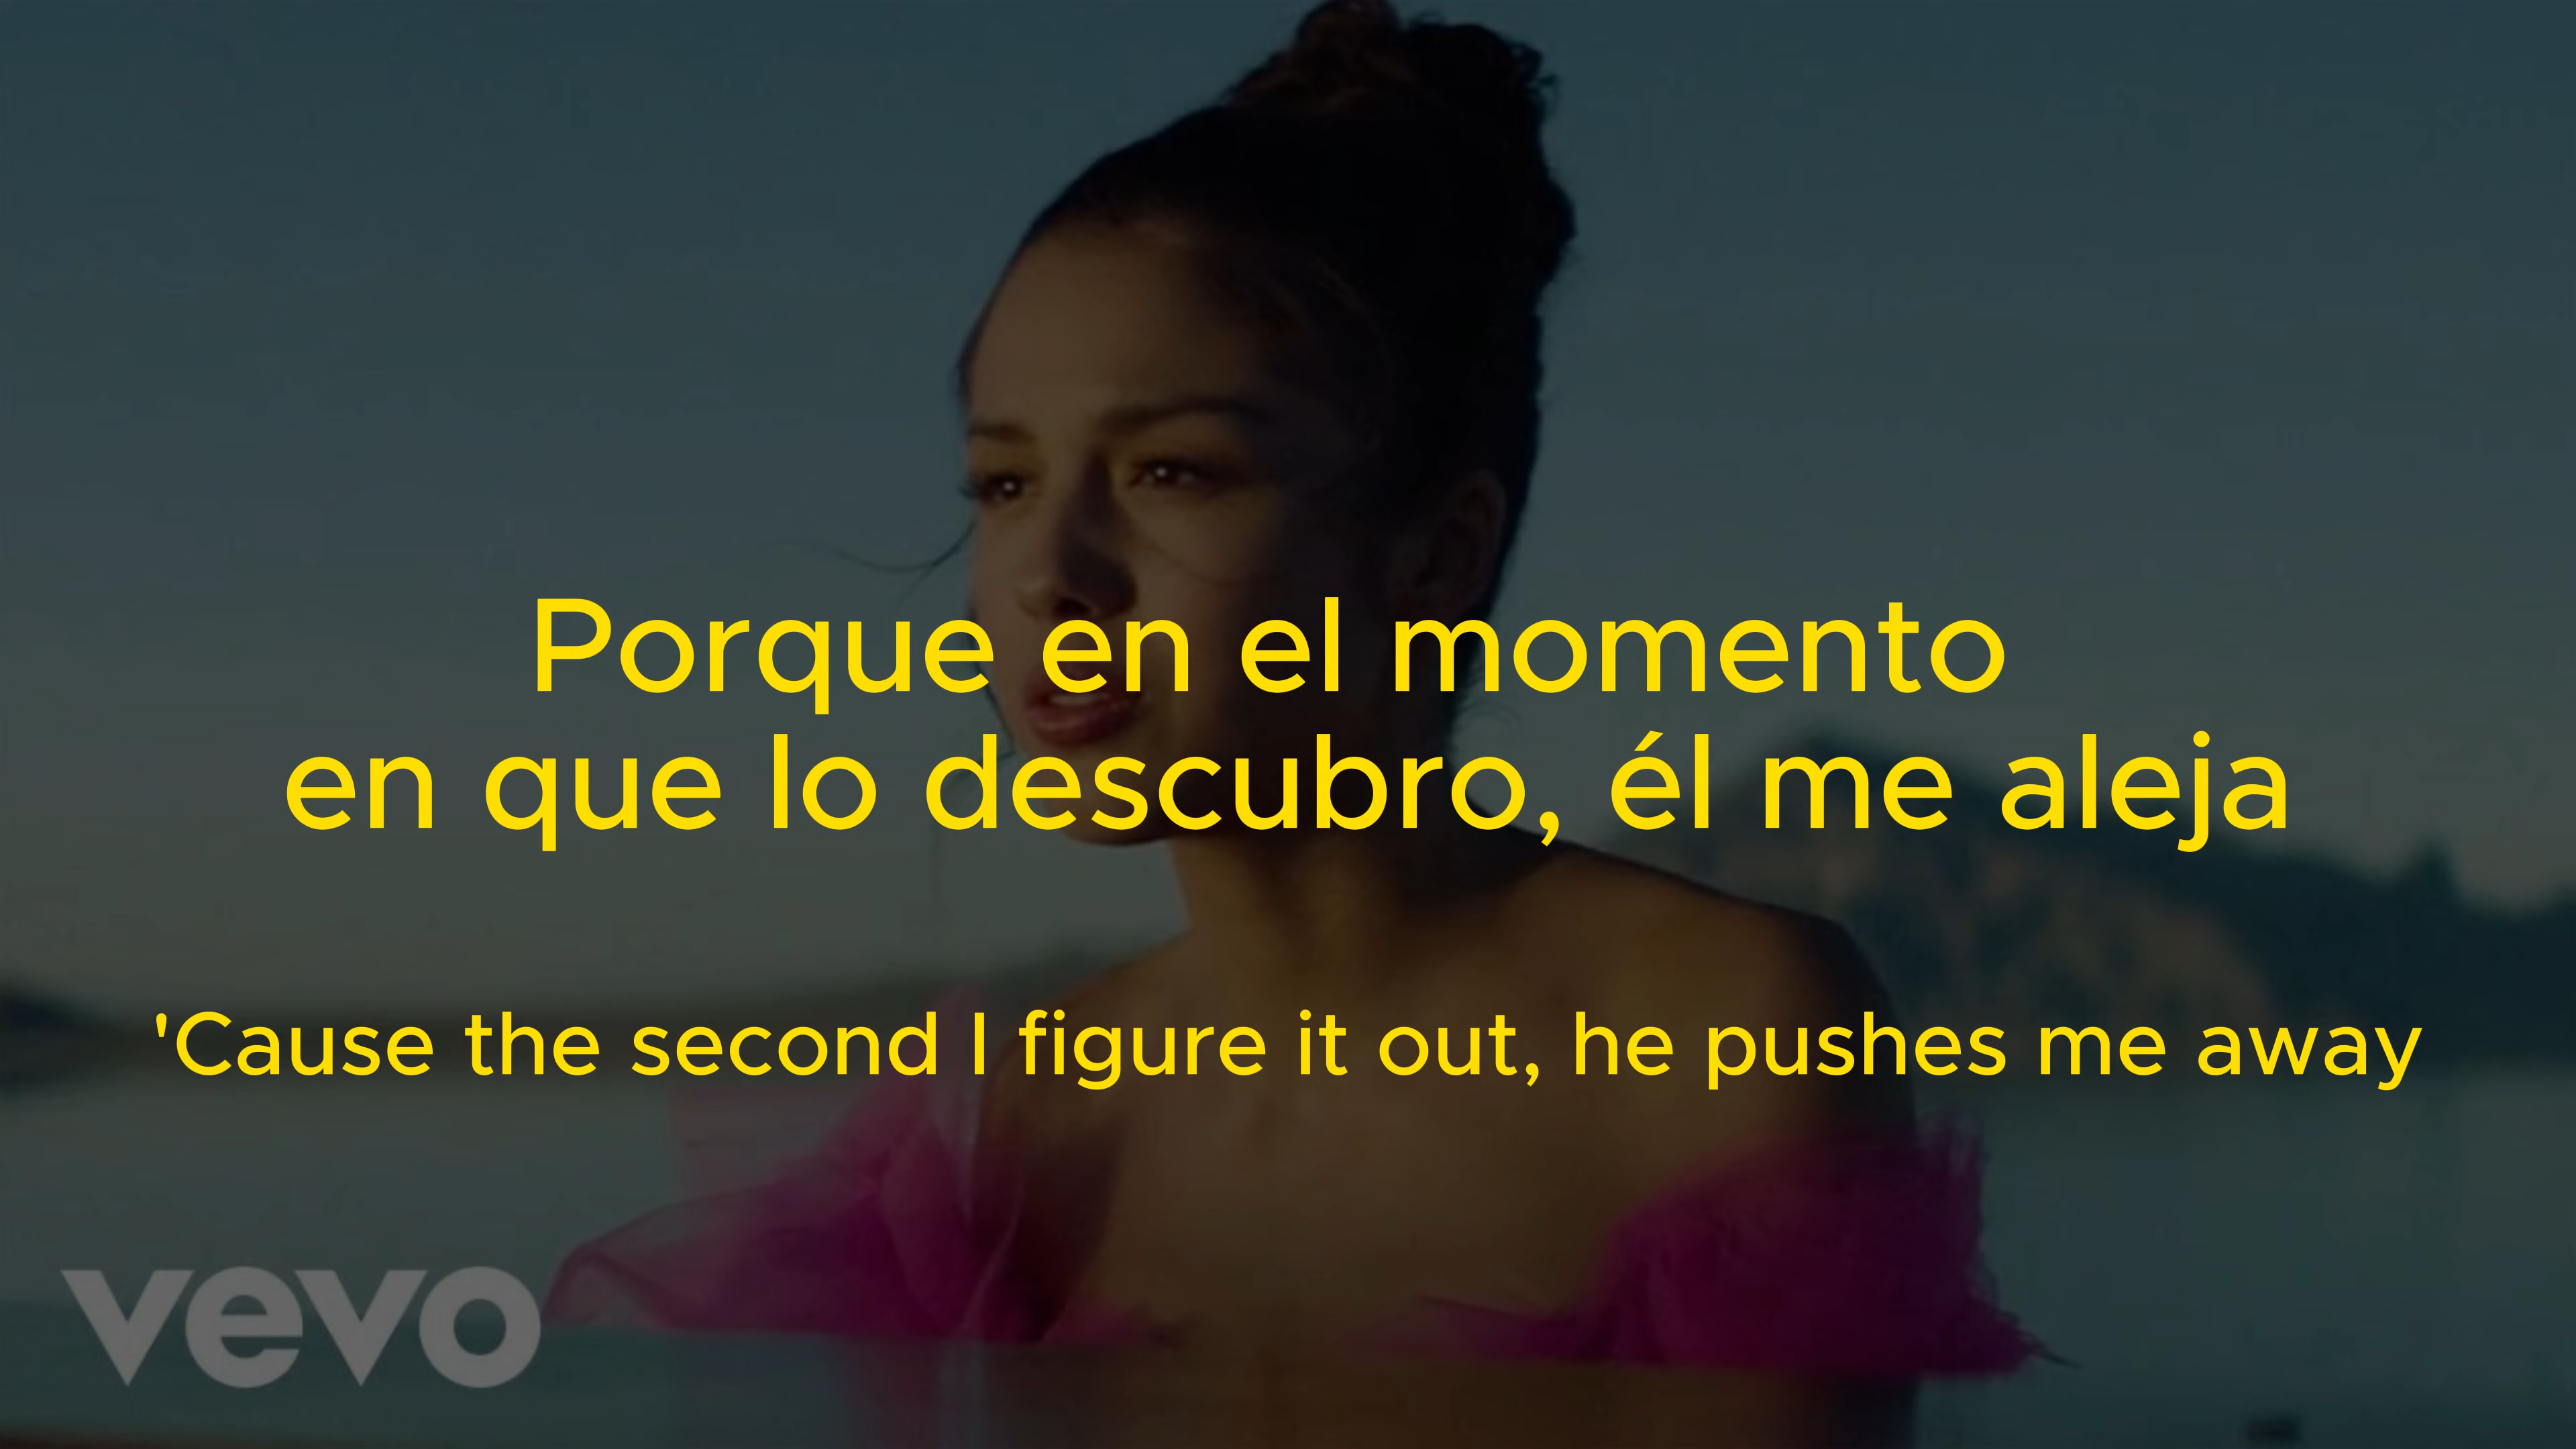 Porque en el momento
en que lo descubro, él me aleja
'Cause the second I figure it out, he pushes me away
vevo